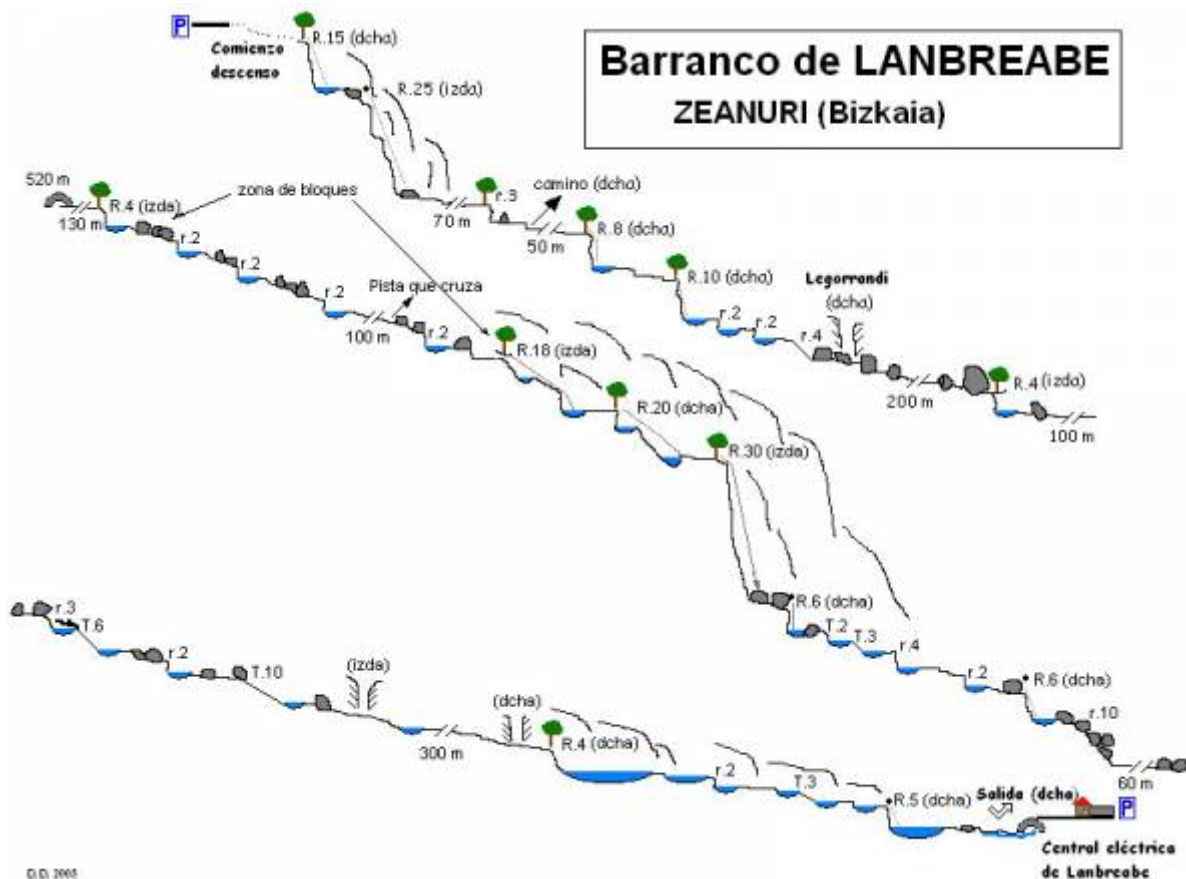 Barranco de LANBREABE
ZEANURI (Bizkaia)
P
Comienzo
descenso
R.15 (dcha)
R.25 (izda)
70 m
r.3
camino (dcha)
50 m
R.8 (dcha)
R.10 (dcha)
r.2
r.2
r.4
Legorrandi
(dcha)
200 m
R.4 (izda)
100 m
520 m
130 m
R.4 (izda)
zona de bloques
r.2
r.2
r.2
100 m
Pista que cruza
r.2
R.18 (izda)
R.20 (dcha)
R.30 (izda)
R.6 (dcha)
T.2
T.3
r.4
r.2
R.6 (dcha)
r.10
60 m
r.3
T.6
r.2
T.10
(izda)
300 m
(dcha)
R.4 (dcha)
r.2
T.3
R.5 (dcha)
Salida (dcha)
P
Central eléctrica
de Lanbreabe